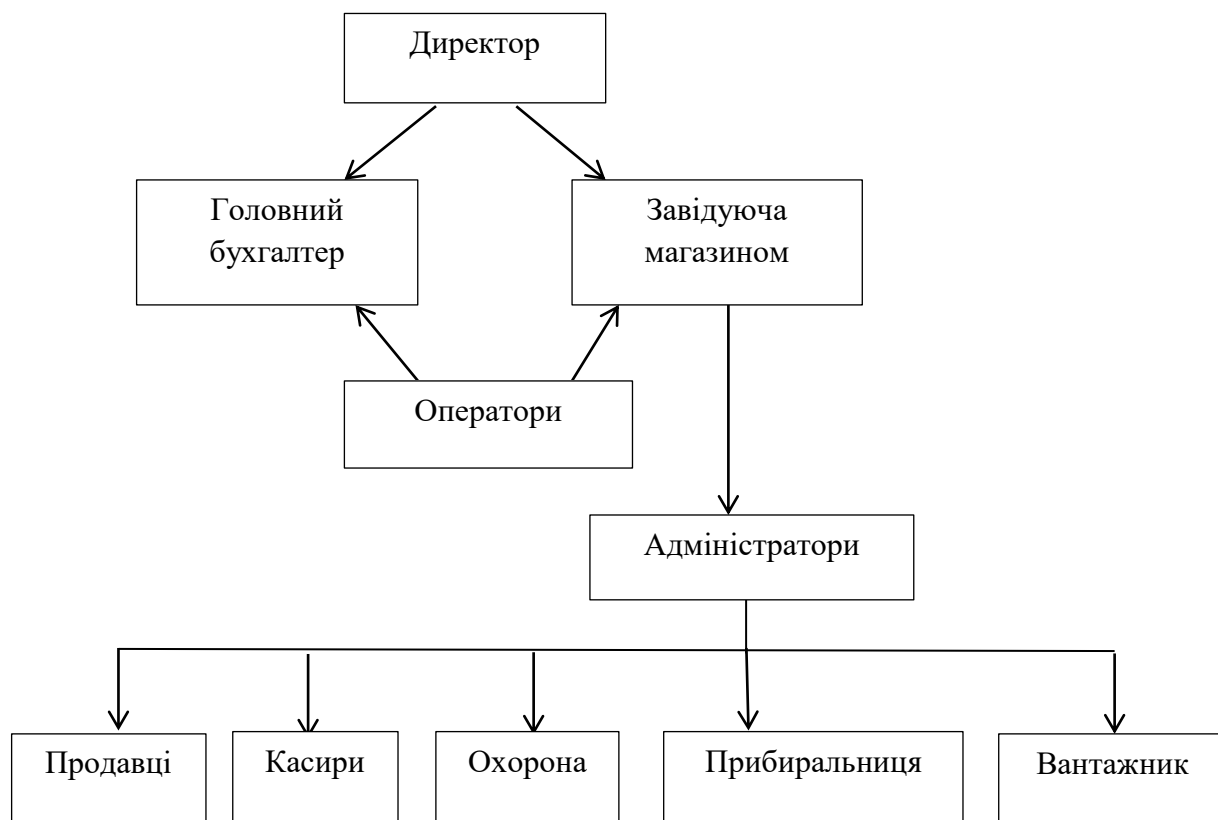 Директор
Головний
бухгалтер
Завідуюча
магазином
Оператори
Адміністратори
Продавці
Касири
Охорона
Прибиральниця
Вантажник